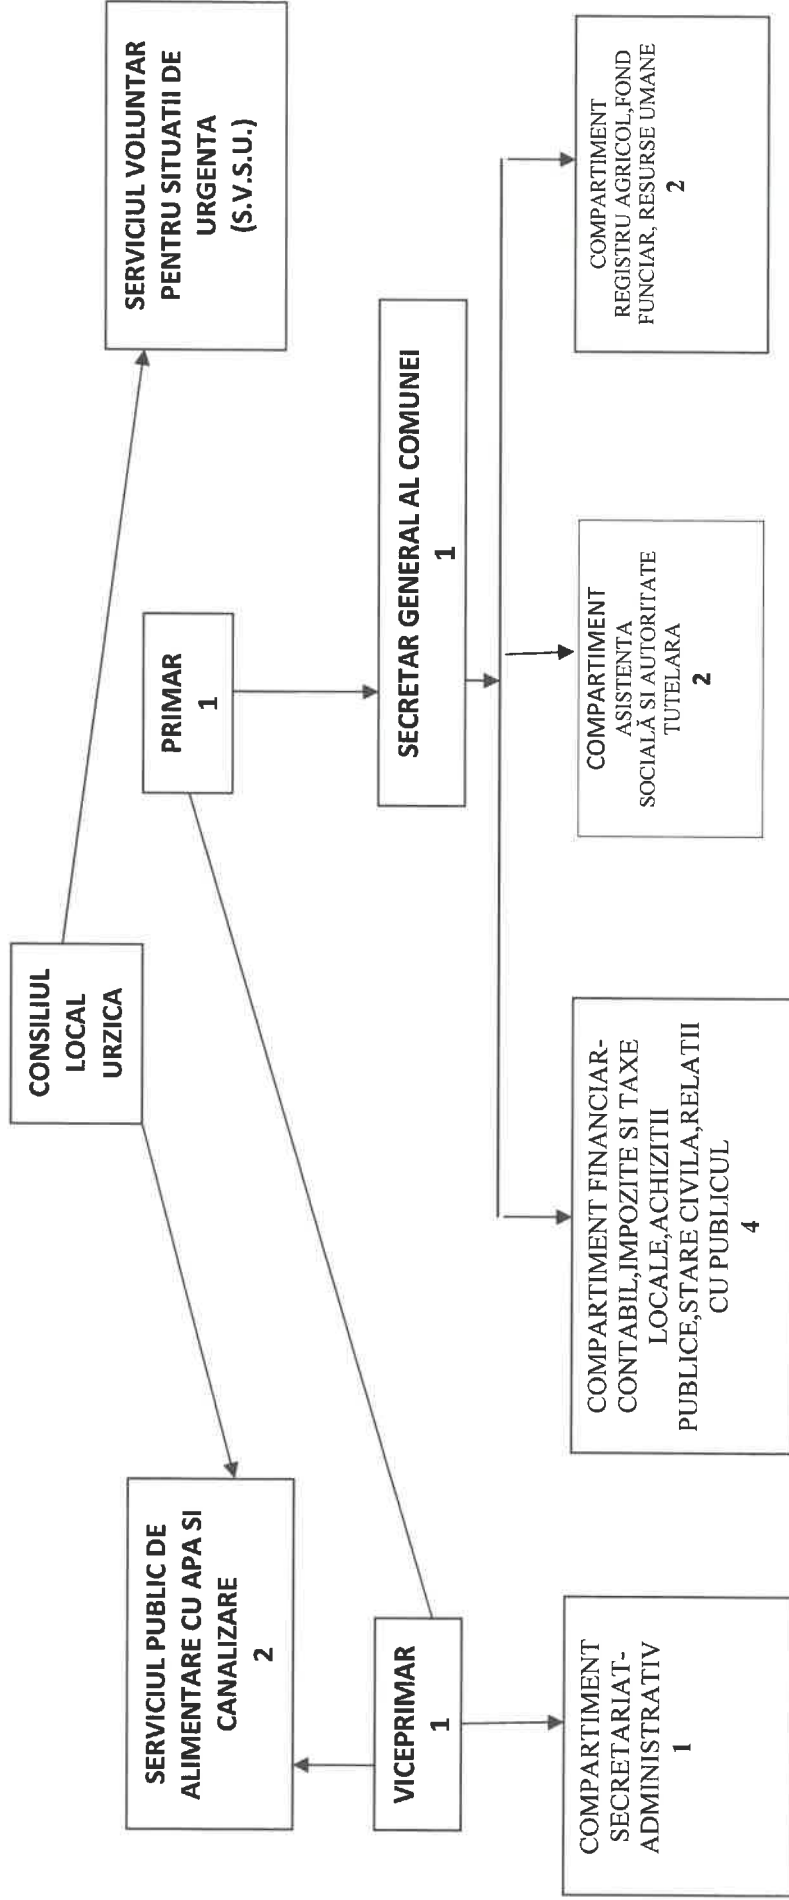 CONSILIUL
LOCAL
URZICA
SERVICIUL VOLUNTAR
PENTRU SITUATII DE
URGENTA
(S.V.S.U.)
SERVICIUL PUBLIC DE
ALIMENTARE CU APA SI
CANALIZARE
2
PRIMAR
1
VICEPRIMAR
1
SECRETAR GENERAL AL COMUNEI
1
COMPARTIMENT
SECRETARIAT-
ADMINISTRATIV
1
COMPARTIMENT FINANCIAR-
CONTABIL,IMPOZITE SI TAXE
LOCALE,ACHIZITII
PUBLICE,STARE CIVILA,RELATII
CU PUBLICUL
4
COMPARTIMENT
ASISTENTA
SOCIALĂ SI AUTORITATE
TUTELARA
2
COMPARTIMENT
REGISTRU AGRICOL,FOND
FUNCIAR, RESURSE UMANE
2